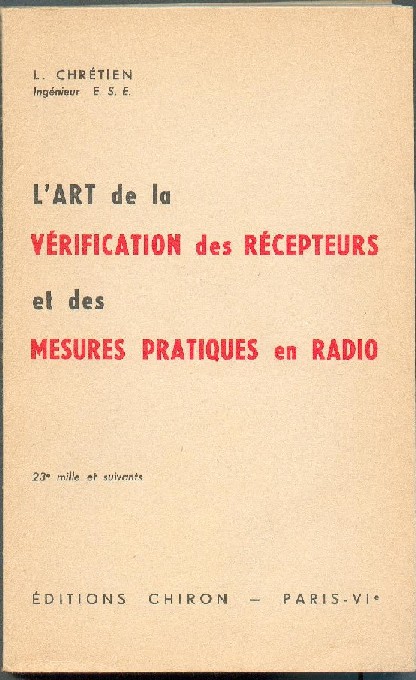 L. CHRÉTIEN
Ingénieur E. S. E.
L'ART de la
VÉRIFICATION des RÉCEPTEURS
et des
MESURES PRATIQUES en RADIO
23e mille et suivants
ÉDITIONS CHIRON — PARIS-VIe